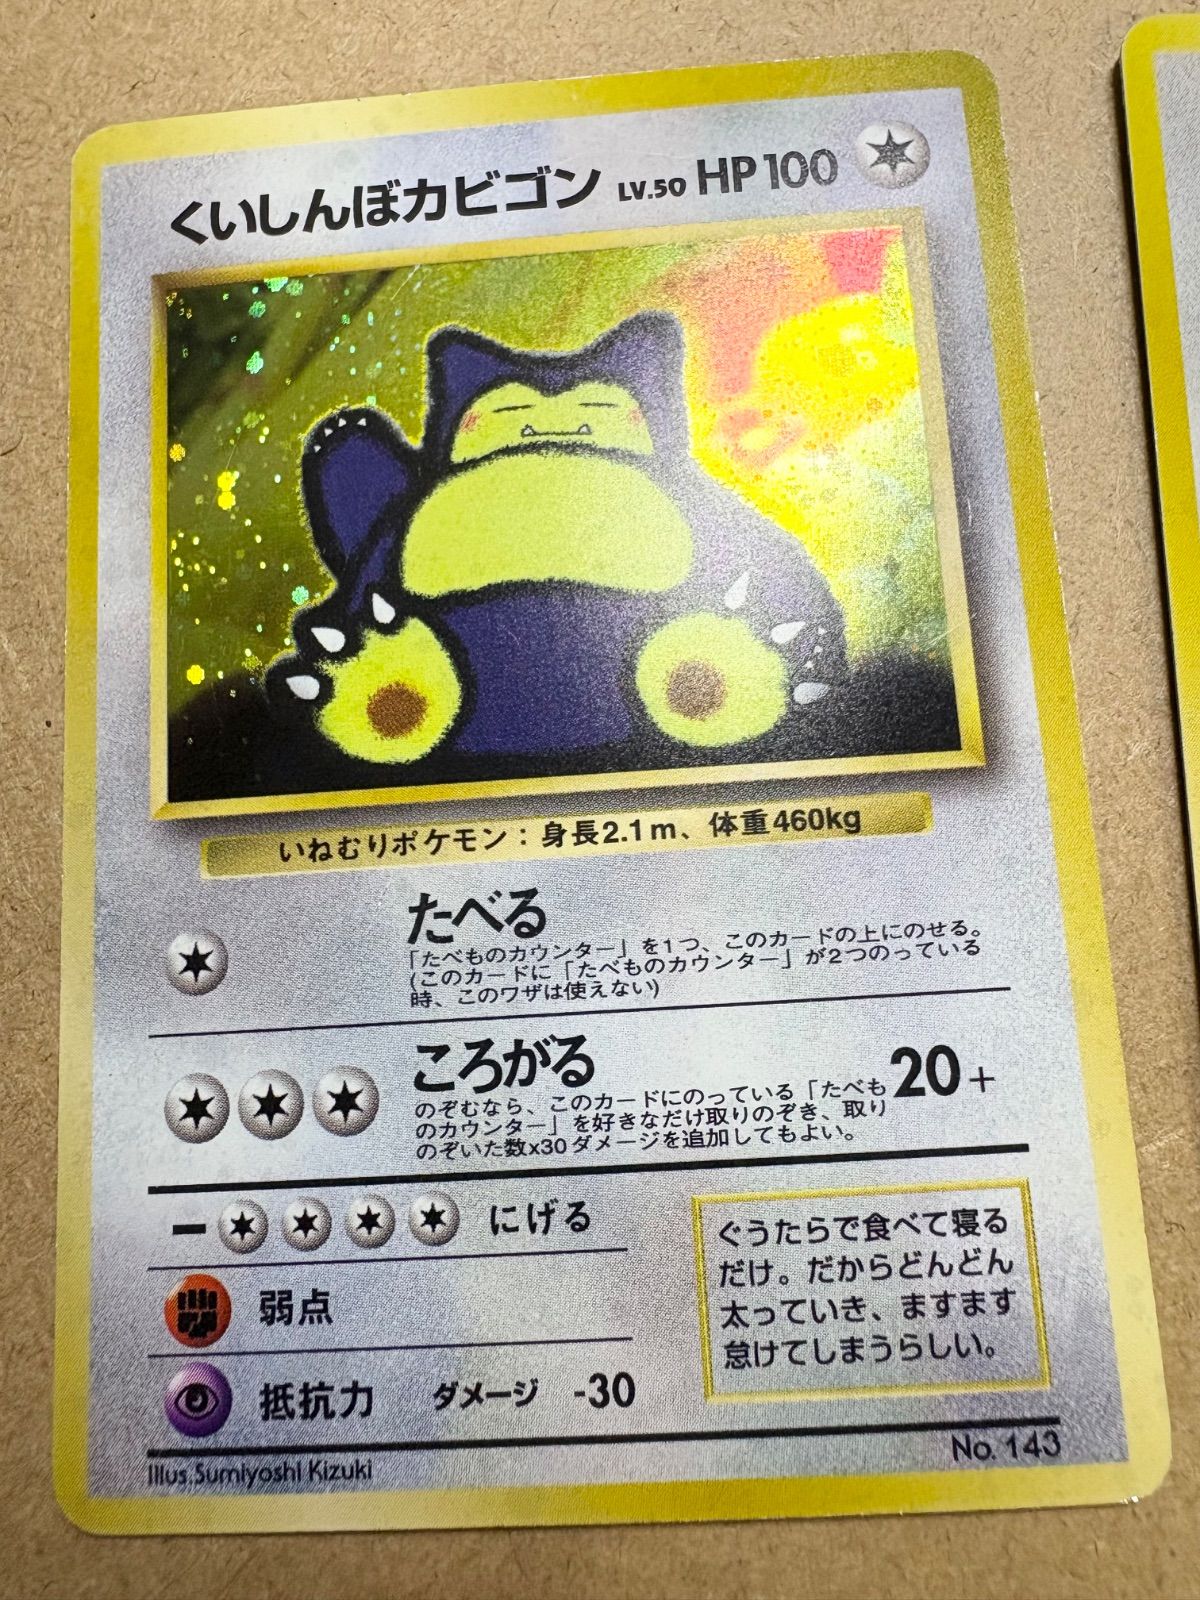 くいしんぼカビゴン LV.50 HP100
いねむりポケモン：身長2.1m、体重460kg
たべる
「たべものカウンター」を1つ、このカードの上にのせる。
(このカードに「たべものカウンター」が2つのっている
時、このワザは使えない)
ころがる 20+
のぞむなら、このカードにのっている「たべも
のカウンター」を好きなだけ取りのぞき、取り
のぞいた数x30ダメージを追加してもよい。
ー にげる
弱点
抵抗力 ダメージ -30
ぐうたらで食べて寝る
だけ。だからどんどん
太っていき、ますます
怠けてしまうらしい。
Illus.Sumiyoshi Kizuki
No. 143